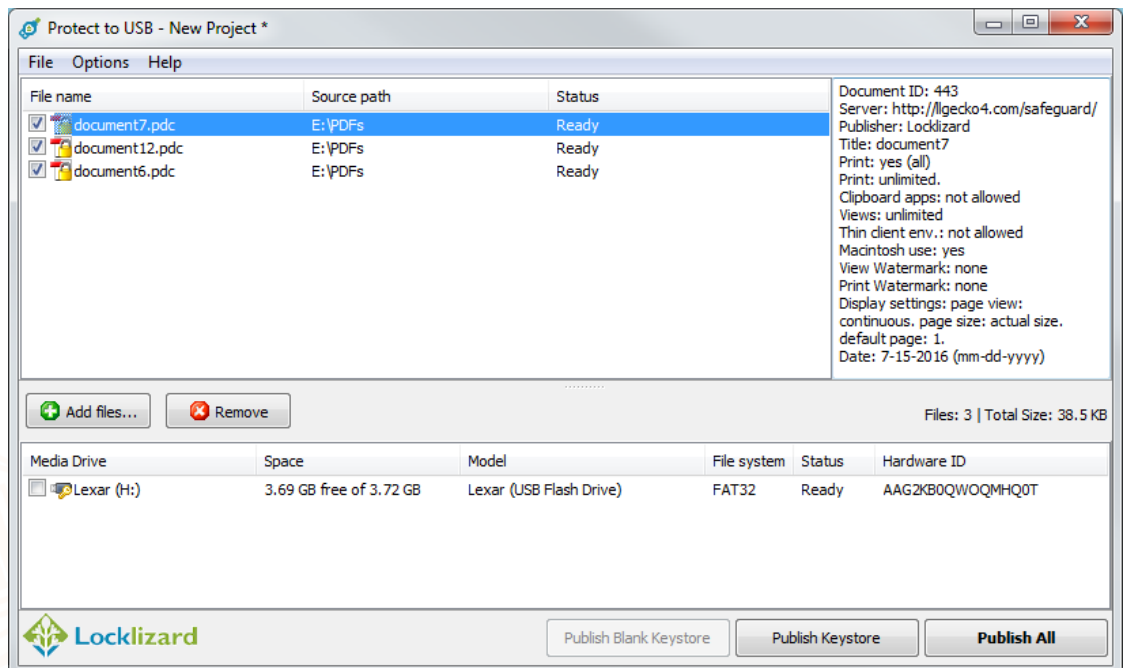 Protect to USB - New Project *
File Options Help
File name Source path Status
document7.pdc E:\PDFs Ready
document12.pdc E:\PDFs Ready
document6.pdc E:\PDFs Ready
Document ID: 443
Server: http://llgecko4.com/safeguard/
Publisher: Locklizard
Title: document7
Print: yes (all)
Print: unlimited.
Clipboard apps: not allowed
Views: unlimited
Thin client env.: not allowed
Macintosh use: yes
View Watermark: none
Print Watermark: none
Display settings: page view:
continuous. page size: actual size.
default page: 1.
Date: 7-15-2016 (mm-dd-yyyy)
Add files... Remove Files: 3 | Total Size: 38.5 KB
Media Drive Space Model File system Status Hardware ID
Lexar (H:) 3.69 GB free of 3.72 GB Lexar (USB Flash Drive) FAT32 Ready AAG2KB0QWOQMHQ0T
Locklizard Publish Blank Keystore Publish Keystore Publish All